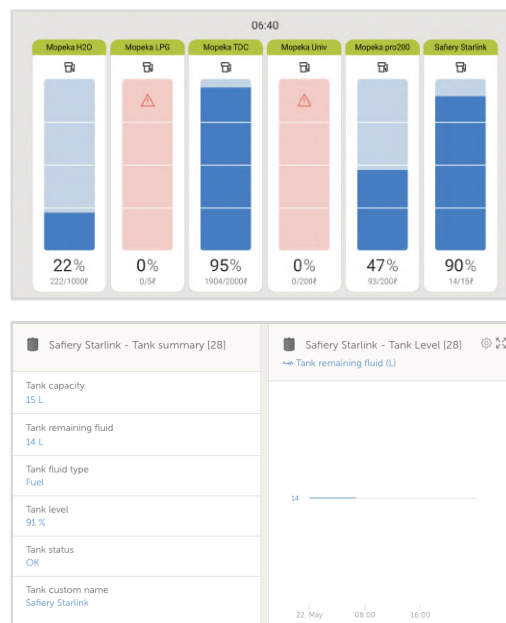 06:40
Mopeka H2O
Mopeka LPG
Mopeka TDC
Mopeka Univ
Mopeka pro200
Safiery Starlink
22%
0%
95%
0%
47%
90%
222/1000ℓ
0/5ℓ
1904/2000ℓ
0/200ℓ
93/200ℓ
14/15ℓ
Safiery Starlink - Tank summary [28]
Tank capacity
15 L
Tank remaining fluid
14 L
Tank fluid type
Fuel
Tank level
91 %
Tank status
OK
Tank custom name
Safiery Starlink
Safiery Starlink - Tank Level [28]
Tank remaining fluid (L)
14
22. May
08:00
16:00